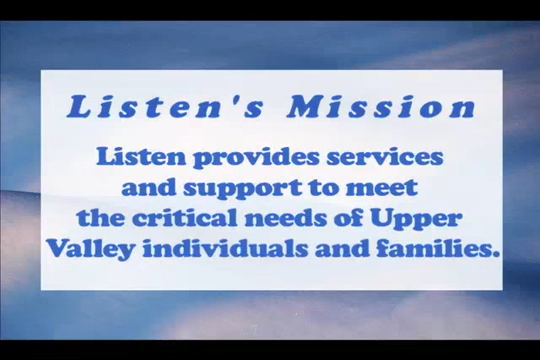 Listen's Mission
Listen provides services
and support to meet
the critical needs of Upper
Valley individuals and families.